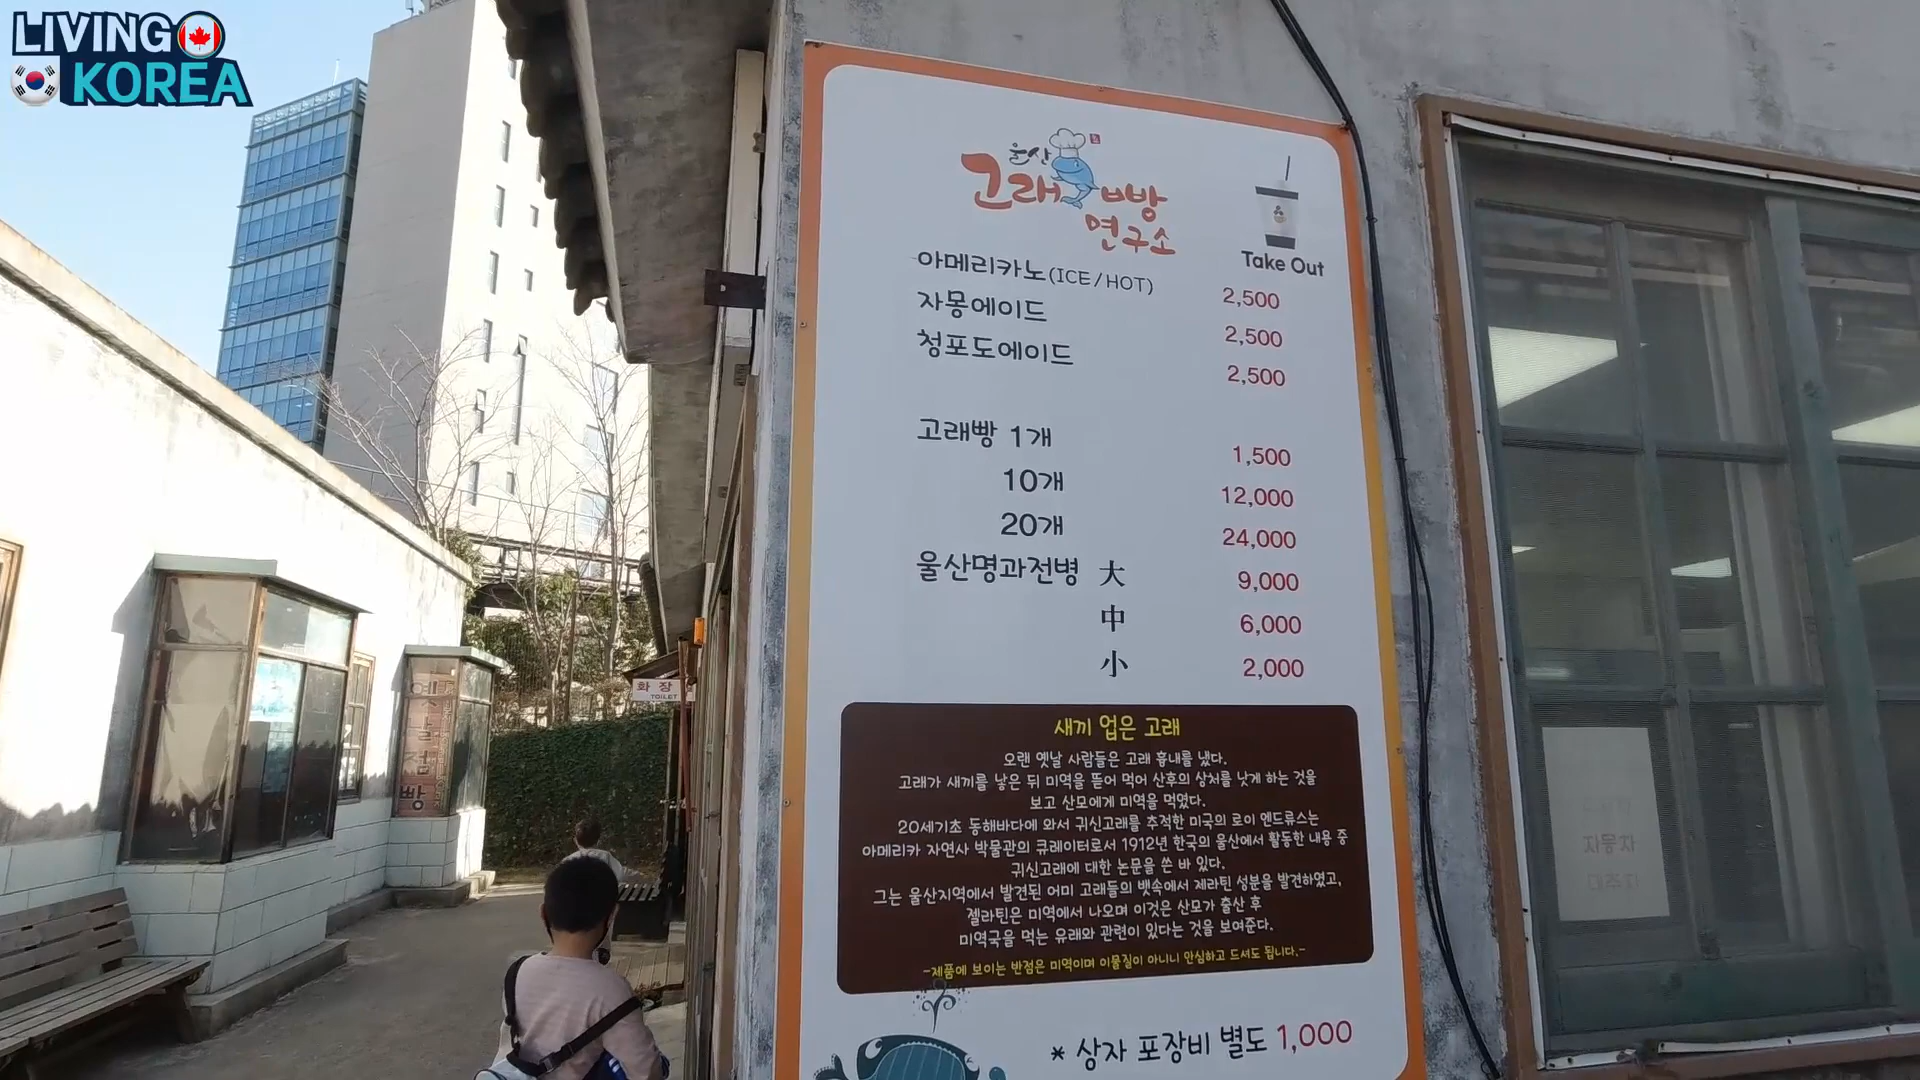 LIVING
KOREA
울산
고래빵
연구소
Take Out
아메리카노(ICE/HOT) 2,500
자몽에이드 2,500
청포도에이드 2,500
고래빵 1개 1,500
10개 12,000
20개 24,000
울산명과전병 大 9,000
中 6,000
小 2,000
새끼 업은 고래
오랜 옛날 사람들은 고래 흉내를 냈다.
고래가 새끼를 낳은 뒤 미역을 뜯어 먹어 산후의 상처를 낫게 하는 것을
보고 산모에게 미역을 먹였다.
20세기초 동해바다에 와서 귀신고래를 추적한 미국의 로이 앤드류스는
아메리카 자연사 박물관의 큐레이터로서 1912년 한국의 울산에서 활동한 내용 중
귀신고래에 대한 논문을 쓴 바 있다.
그는 울산지역에서 발견된 어미 고래들의 뱃속에서 제라틴 성분을 발견하였고,
젤라틴은 미역에서 나오며 이것은 산모가 출산 후
미역국을 먹는 유래와 관련이 있다는 것을 보여준다.
-제품에 보이는 반점은 미역이며 이물질이 아니니 안심하고 드셔도 됩니다.-
* 상자 포장비 별도 1,000
화장
TOILET
옛날점빵